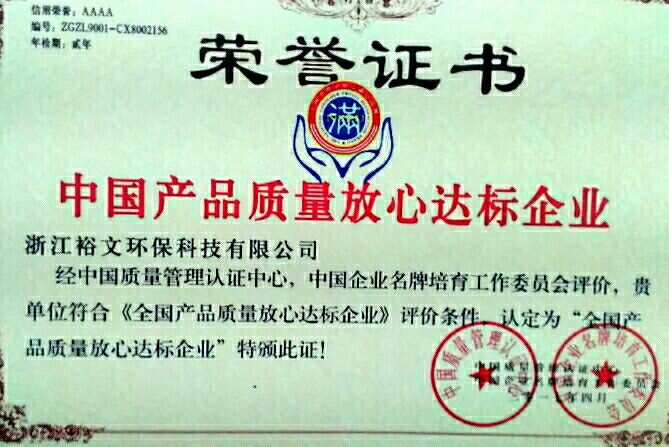 信用荣誉:AAAA
编号:ZGZL9001-CX8002156
年检期:贰年
荣誉证书
满
中国产品质量放心达标企业
浙江裕文环保科技有限公司
经中国质量管理认证中心,中国企业名牌培育工作委员会评价,贵
单位符合《全国产品质量放心达标企业》评价条件,认定为“全国产
品质量放心达标企业”特颁此证!
中国质量管理认证中心
中国企业名牌培育工作委员会
二零一七年四月